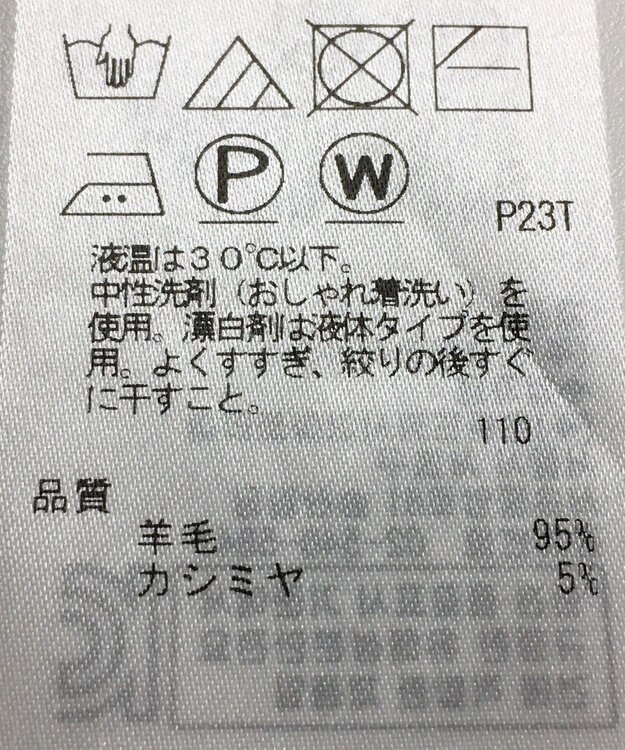 P W
P23T
液温は30℃以下。
中性洗剤（おしゃれ着洗い）を
使用。漂白剤は液体タイプを使
用。よくすすぎ、絞りの後すぐ
に干すこと。
110
品質
羊毛 95%
カシミヤ 5%